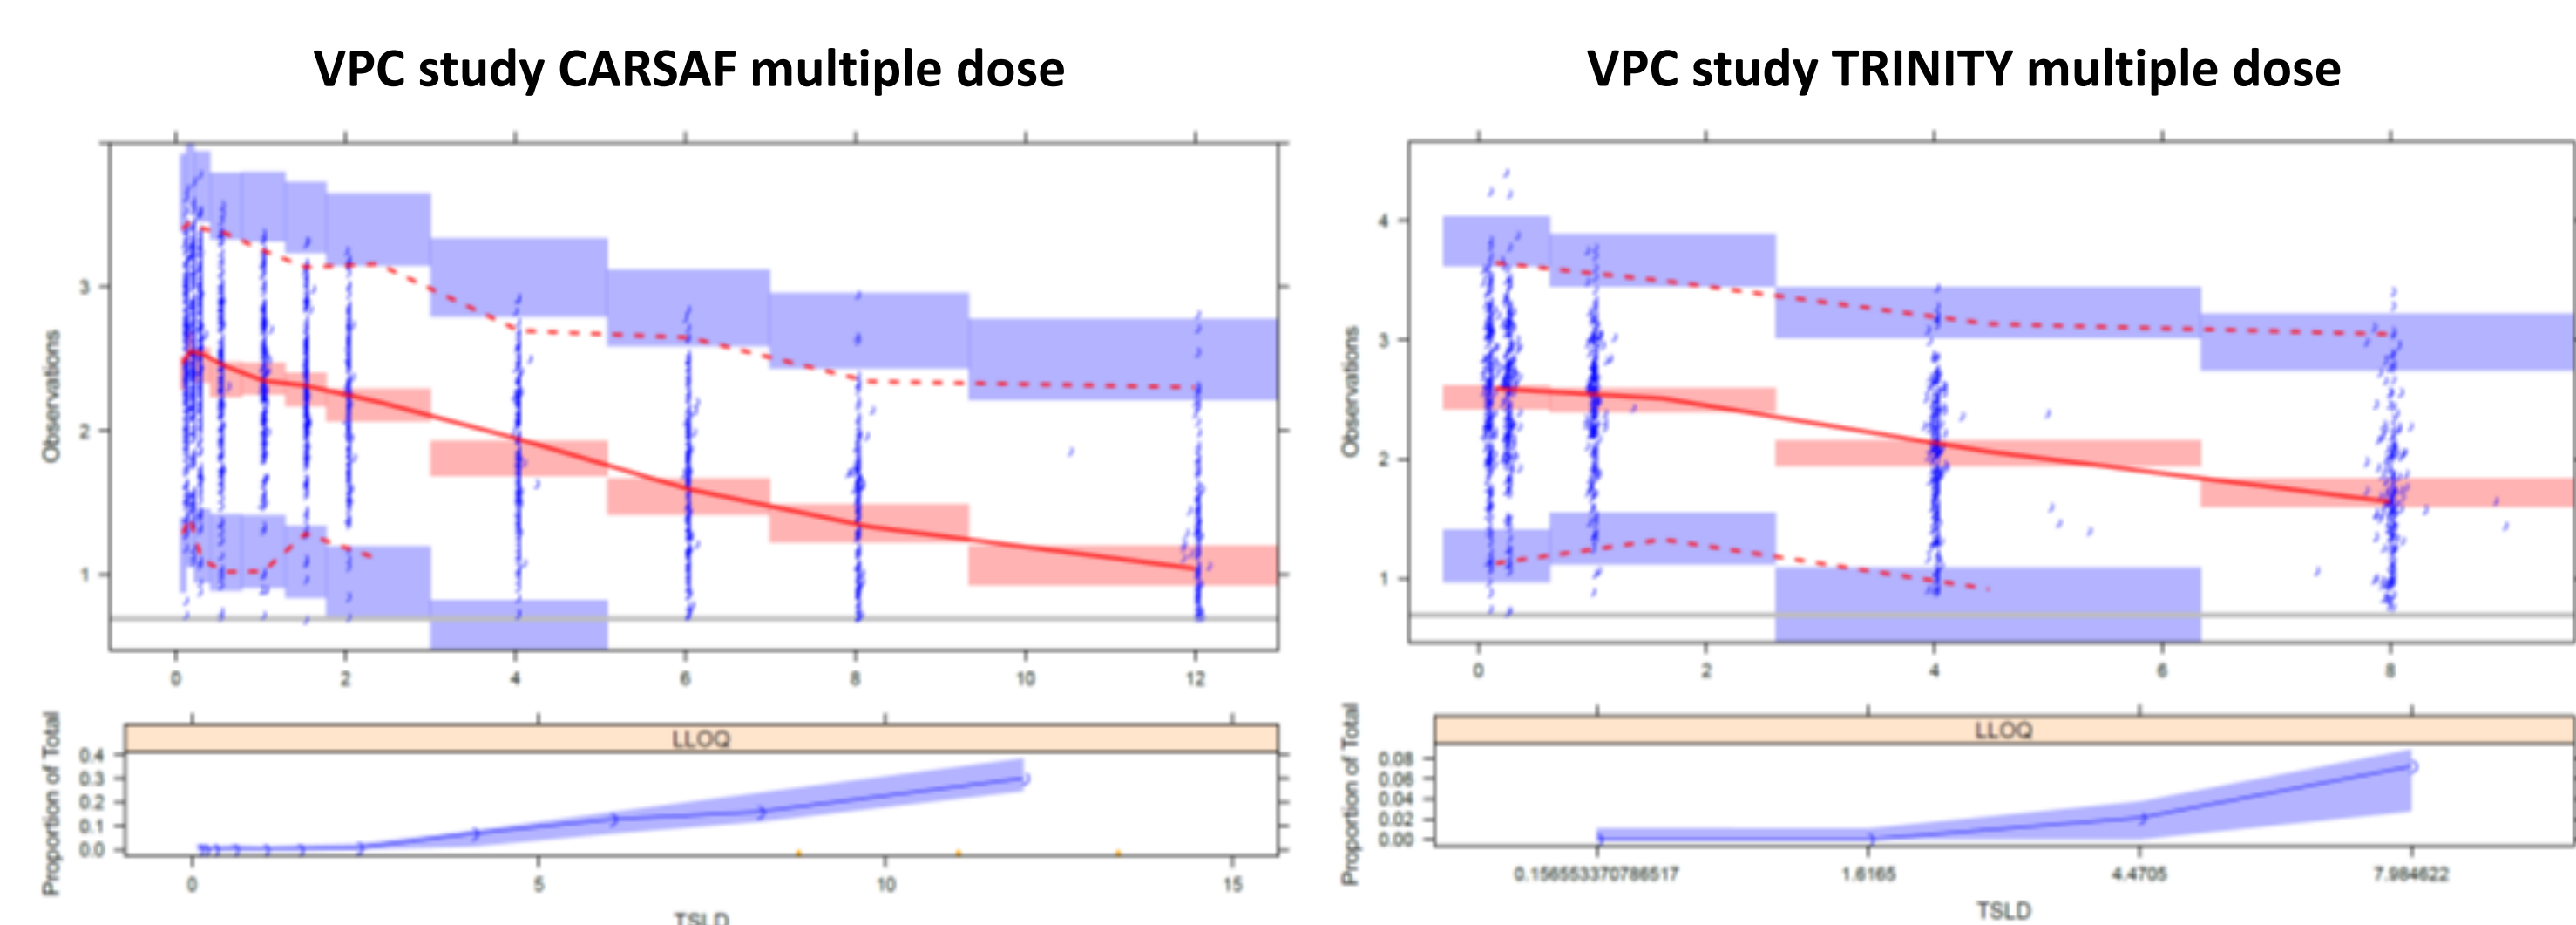 VPC study CARSAF multiple dose
VPC study TRINITY multiple dose
Observations
3
2
1
0 2 4 6 8 10 12
Observations
4
3
2
1
0 2 4 6 8
Proportion of Total
LLOQ
0.4
0.3
0.2
0.1
0.0
0 5 10 15
TSLD
Proportion of Total
LLOQ
0.08
0.06
0.04
0.02
0.00
0.156553370786517 1.6165 4.4705 7.984622
TSLD